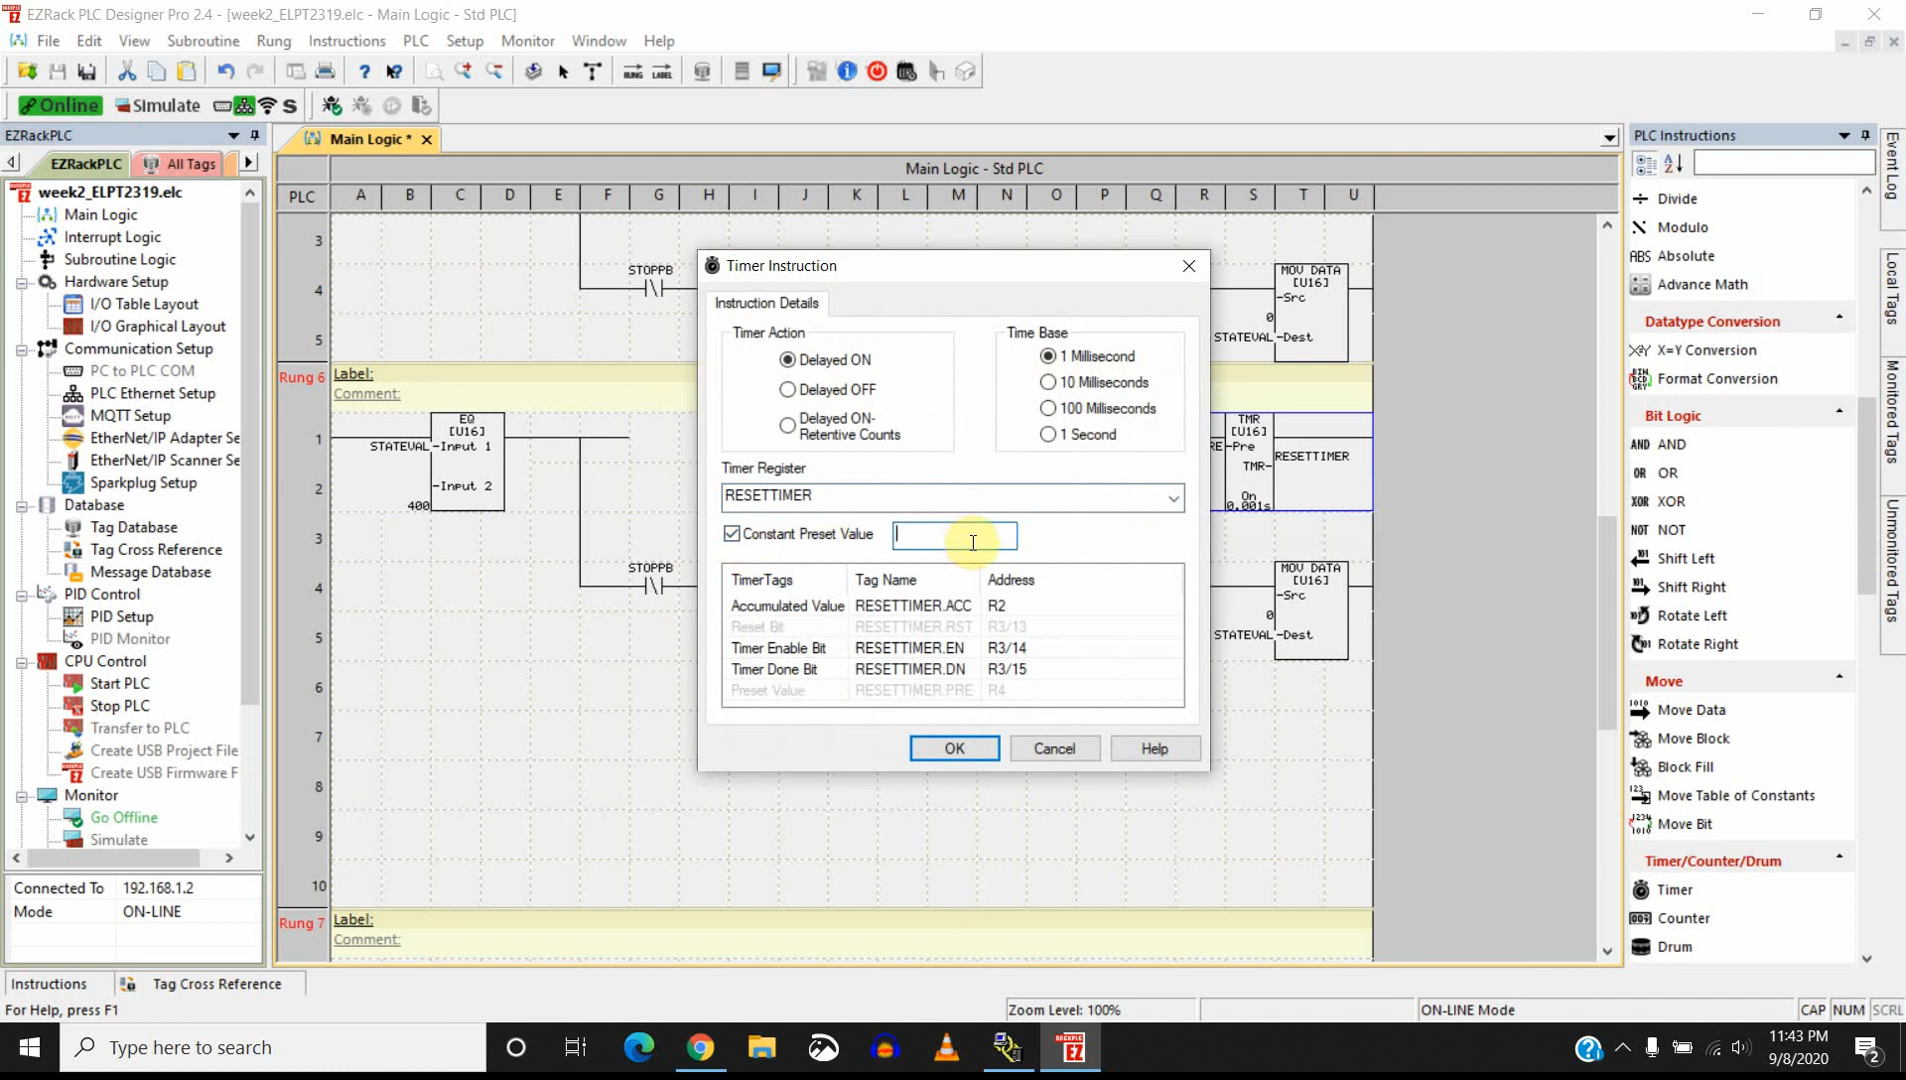 EZRack PLC Designer Pro 2.4 - [week2_ELPT2319.elc - Main Logic - Std PLC]
File Edit View Subroutine Rung Instructions PLC Setup Monitor Window Help
RUNG LABEL
Online Simulate S
EZRackPLC
EZRackPLC All Tags
week2_ELPT2319.elc
Main Logic
Interrupt Logic
Subroutine Logic
Hardware Setup
I/O Table Layout
I/O Graphical Layout
Communication Setup
PC to PLC COM
PLC Ethernet Setup
MQTT Setup
EtherNet/IP Adapter Se
EtherNet/IP Scanner Se
Sparkplug Setup
Database
Tag Database
Tag Cross Reference
Message Database
PID Control
PID Setup
PID Monitor
CPU Control
Start PLC
Stop PLC
Transfer to PLC
Create USB Project File
Create USB Firmware F
Monitor
Go Offline
Simulate
Connected To 192.168.1.2
Mode ON-LINE
Main Logic *
Main Logic - Std PLC
PLC A B C D E F G H I J K L M N O P Q R S T U
3
4
5
STOPPB
MOV DATA
[U16]
-Src
0
STATEVAL -Dest
Rung 6
Label:
Comment:
1
2
3
4
5
6
7
8
9
10
EQ
[U16]
STATEVAL -Input 1
-Input 2
400
STOPPB
TMR
[U16]
RE -Pre
TMR-
RESETTIMER
On
0.001s
MOV DATA
[U16]
-Src
0
STATEVAL -Dest
Rung 7
Label:
Comment:
Timer Instruction
Instruction Details
Timer Action
Delayed ON
Delayed OFF
Delayed ON-
Retentive Counts
Time Base
1 Millisecond
10 Milliseconds
100 Milliseconds
1 Second
Timer Register
RESETTIMER
Constant Preset Value
TimerTags Tag Name Address
Accumulated Value RESETTIMER.ACC R2
Reset Bit RESETTIMER.RST R3/13
Timer Enable Bit RESETTIMER.EN R3/14
Timer Done Bit RESETTIMER.DN R3/15
Preset Value RESETTIMER.PRE R4
OK Cancel Help
PLC Instructions
Divide
Modulo
ABS Absolute
Advance Math
Datatype Conversion
X=Y Conversion
Format Conversion
Bit Logic
AND AND
OR OR
XOR XOR
NOT NOT
Shift Left
Shift Right
Rotate Left
Rotate Right
Move
Move Data
Move Block
Block Fill
Move Table of Constants
Move Bit
Timer/Counter/Drum
Timer
Counter
Drum
Event Log
Local Tags
Monitored Tags
Unmonitored Tags
Instructions Tag Cross Reference
For Help, press F1
Zoom Level: 100%
ON-LINE Mode
CAP NUM SCRL
Type here to search
11:43 PM
9/8/2020
2